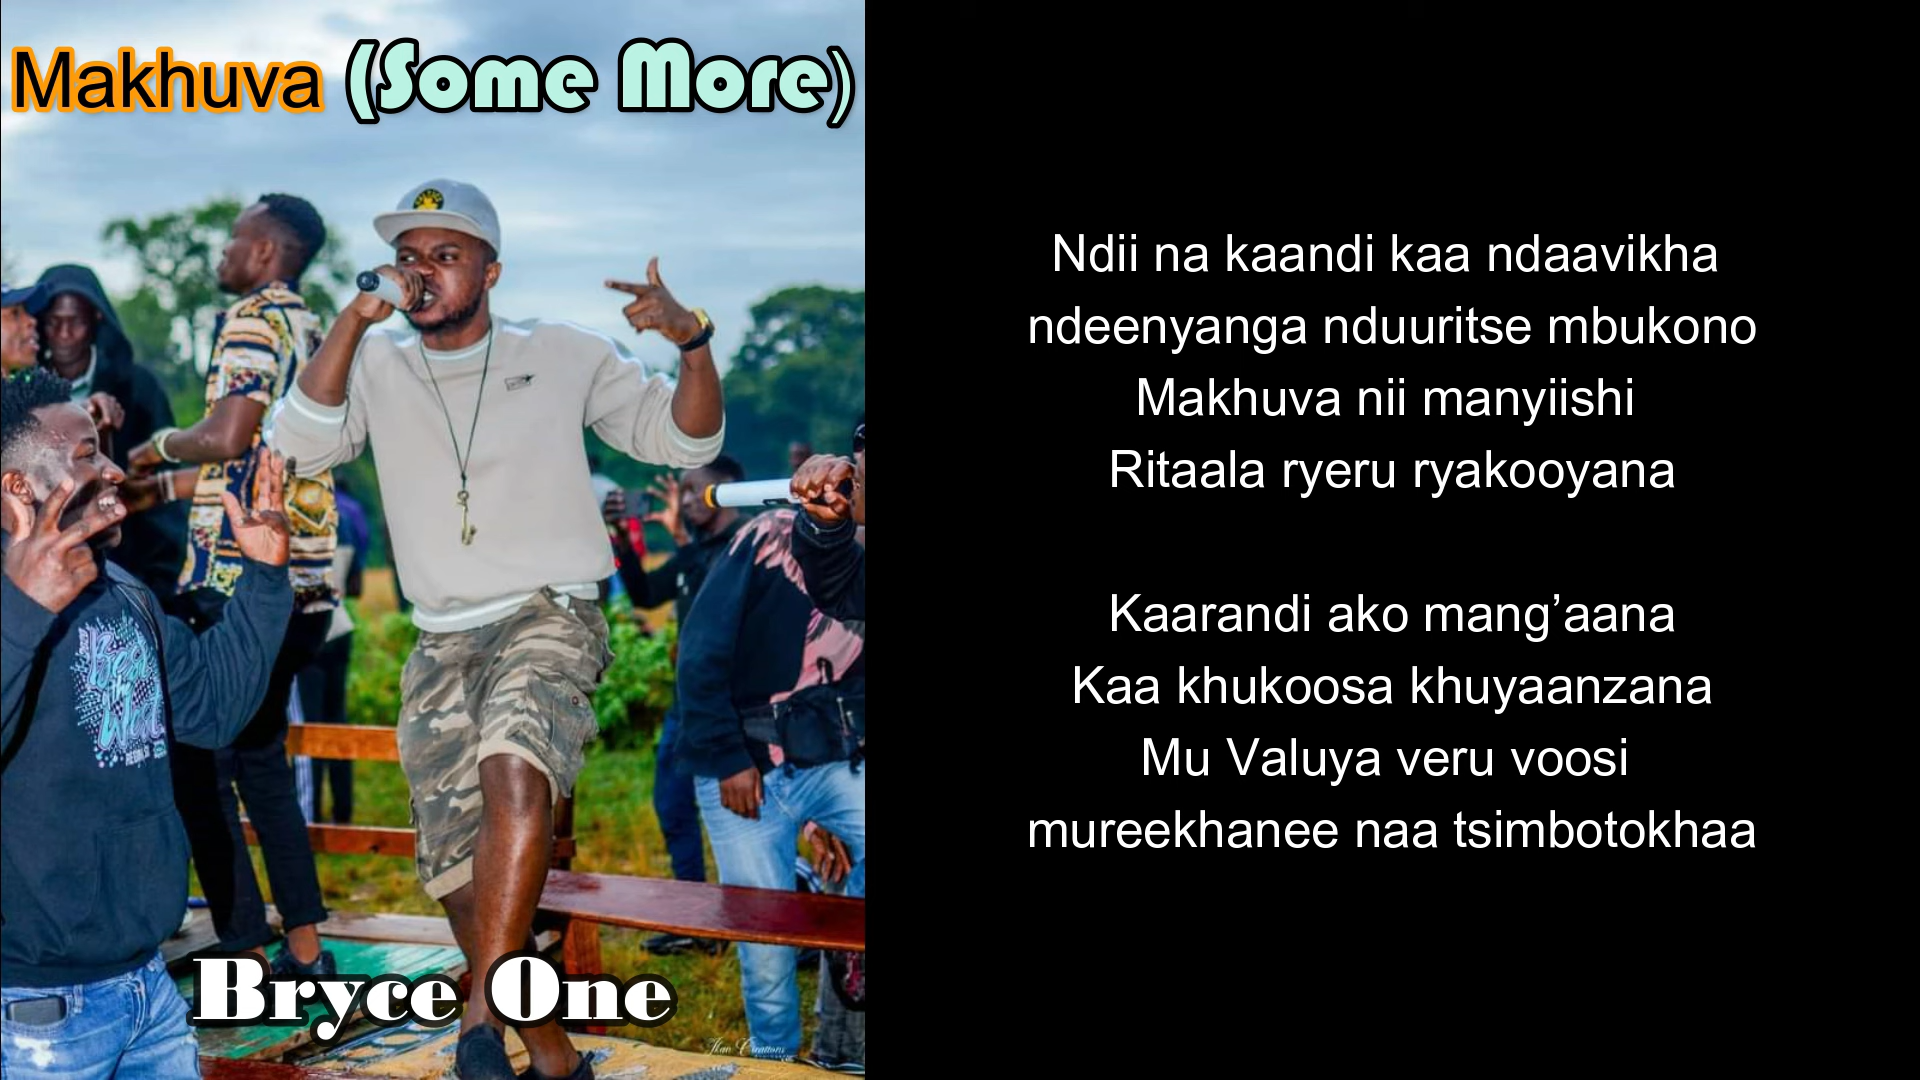 Makhuva (Some More)
Ndii na kaandi kaa ndaavikha
ndeenyanga nduuritse mbukono
Makhuva nii manyiishi
Ritaala ryeru ryakooyana
Kaarandi ako mang’aana
Kaa khukoosa khuyaanzana
Mu Valuya veru voosi
mureekhanee naa tsimbotokhaa
Bryce One